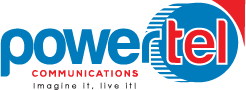 powertel
COMMUNICATIONS
imagine it, live it!